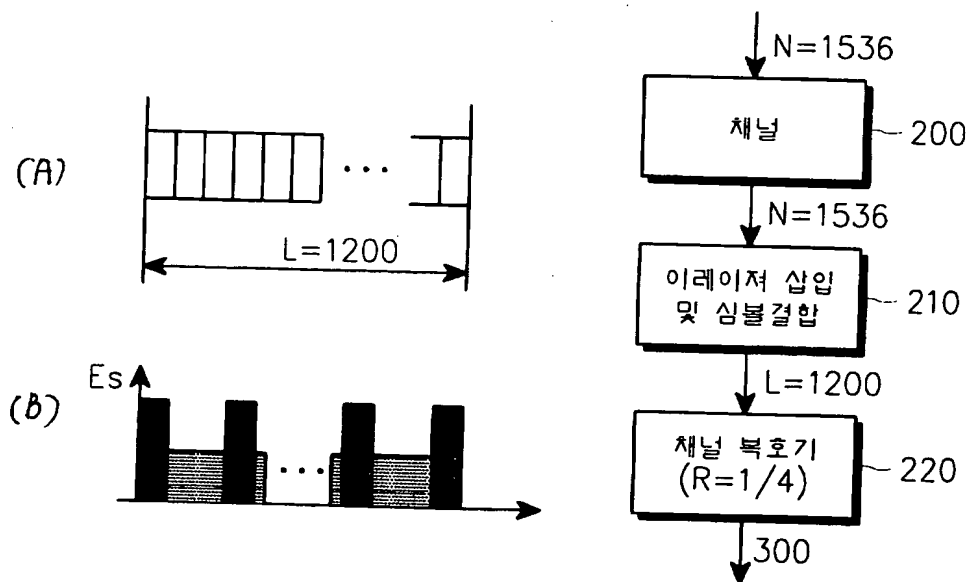 N=1536
채널
200
(A)
...
N=1536
L=1200
이레이져 삽입
및 심볼결합
210
Es
(B)
...
L=1200
채널 복호기
(R=1/4)
220
300